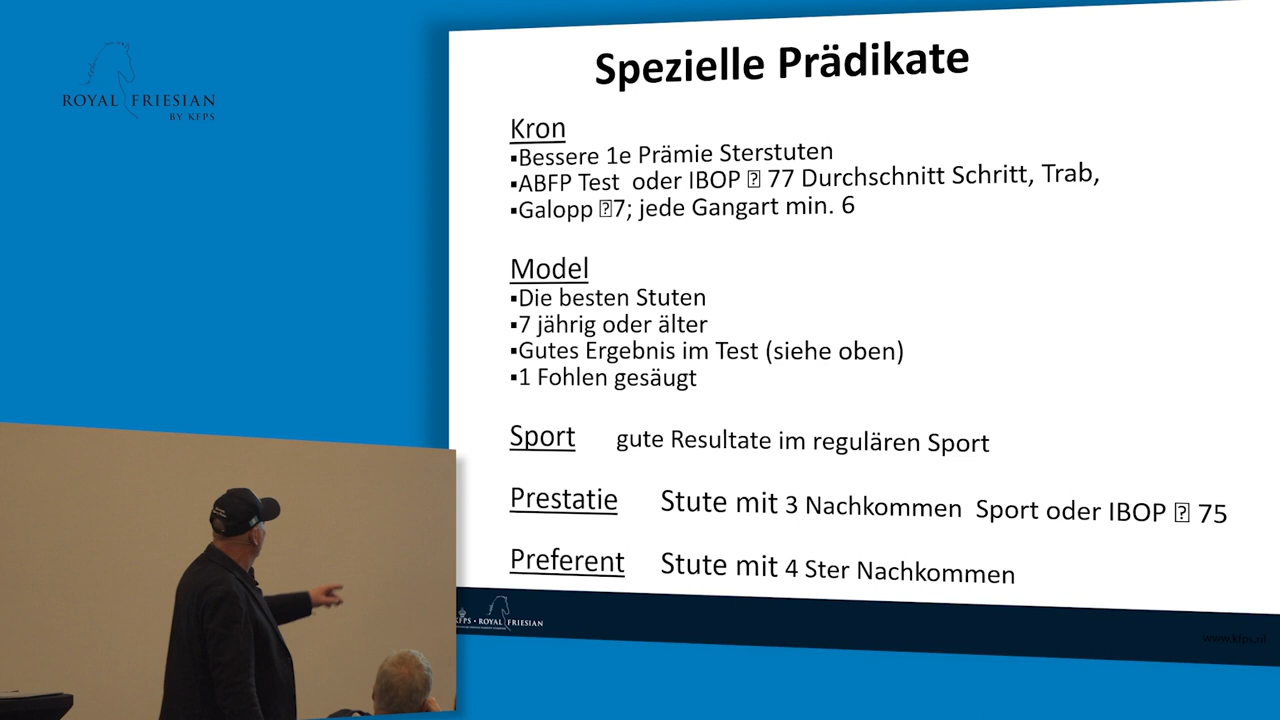 ROYAL FRIESIAN
BY KFPS
Spezielle Prädikate
Kron
▪Bessere 1e Prämie Sterstuten
▪ABFP Test oder IBOP 77 Durchschnitt Schritt, Trab,
▪Galopp 7; jede Gangart min. 6
Model
▪Die besten Stuten
▪7 jährig oder älter
▪Gutes Ergebnis im Test (siehe oben)
▪1 Fohlen gesäugt
Sport gute Resultate im regulären Sport
Prestatie Stute mit 3 Nachkommen Sport oder IBOP 75
Preferent Stute mit 4 Ster Nachkommen
KFPS • ROYAL FRIESIAN
www.kfps.nl